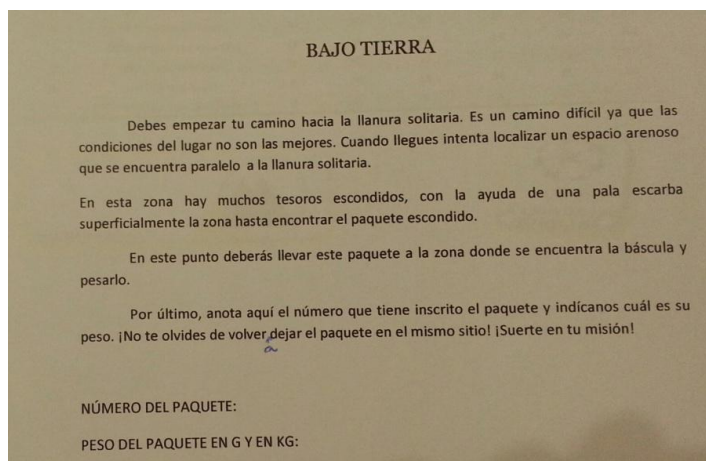 BAJO TIERRA
Debes empezar tu camino hacia la llanura solitaria. Es un camino difícil ya que las
condiciones del lugar no son las mejores. Cuando llegues intenta localizar un espacio arenoso
que se encuentra paralelo a la llanura solitaria.
En esta zona hay muchos tesoros escondidos, con la ayuda de una pala escarba
superficialmente la zona hasta encontrar el paquete escondido.
En este punto deberás llevar este paquete a la zona donde se encuentra la báscula y
pesarlo.
Por último, anota aquí el número que tiene inscrito el paquete y indícanos cuál es su
peso. ¡No te olvides de volver a dejar el paquete en el mismo sitio! ¡Suerte en tu misión!
NÚMERO DEL PAQUETE:
PESO DEL PAQUETE EN G Y EN KG: